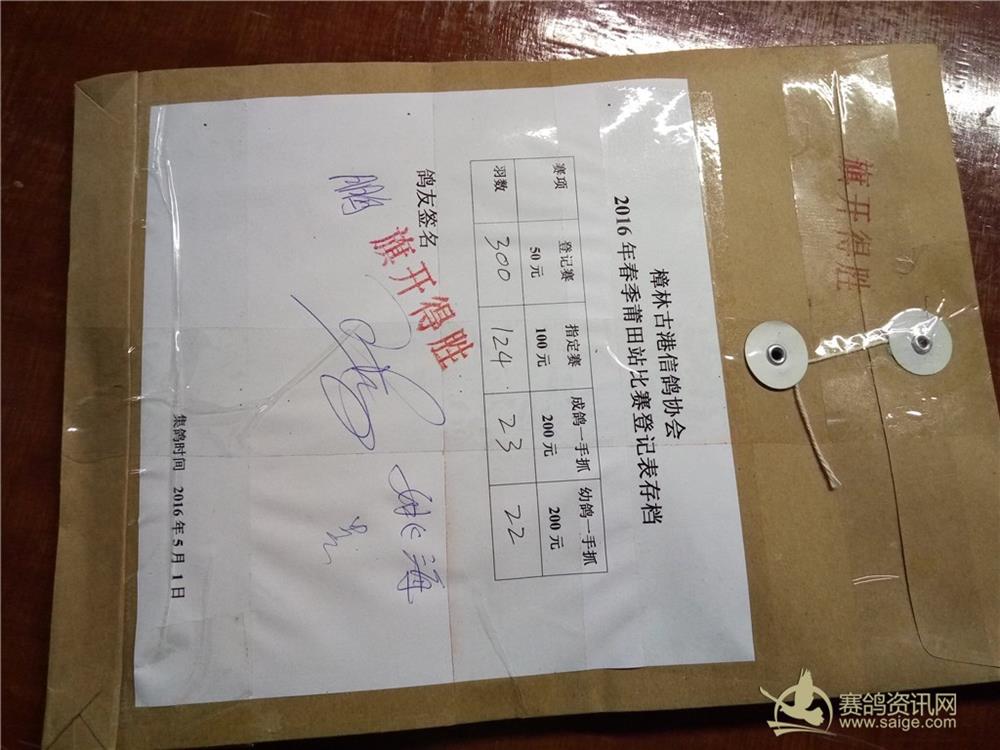 樟林古港信鸽协会
2016年春季莆田站比赛登记表存档
赛项 登记赛 50元 指定赛 100元 成鸽一手抓 200元 幼鸽一手抓 200元
羽数 300 124 23 22
鸽友签名
旗开得胜
鹏
集鸽时间 2016年5月1日
旗开得胜
赛鸽资讯网
www.saige.com